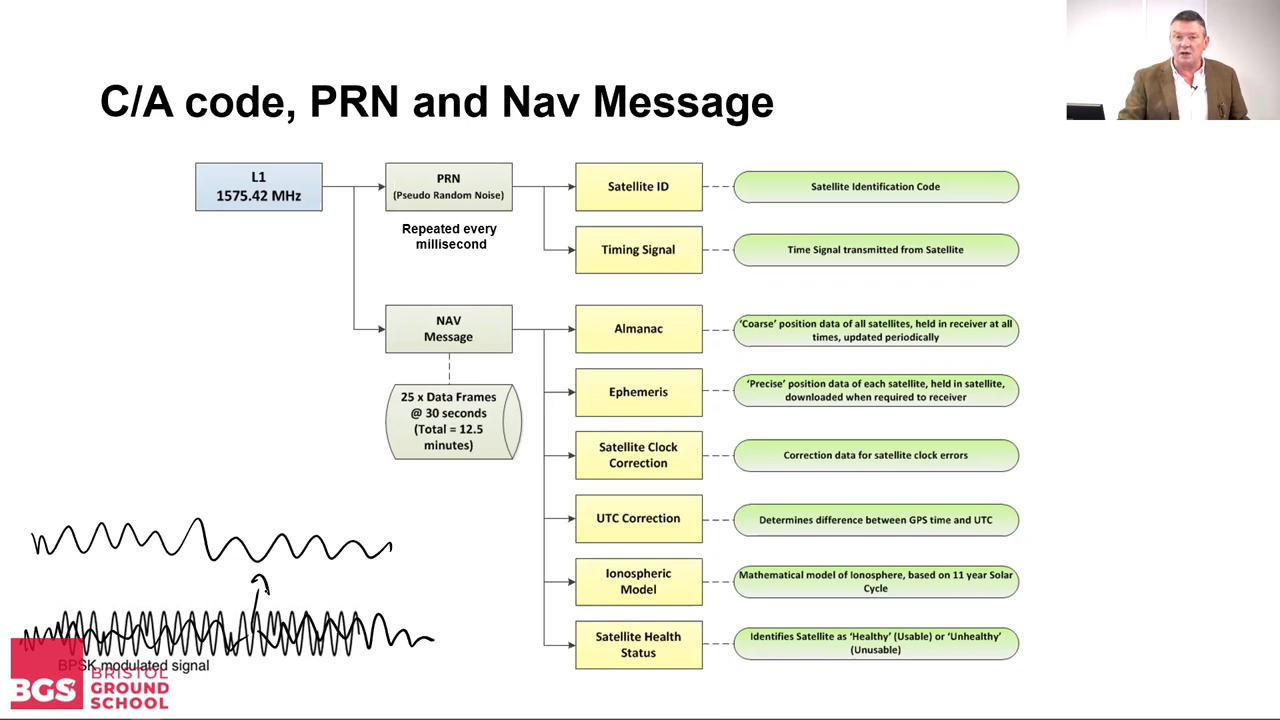 C/A code, PRN and Nav Message
L1
1575.42 MHz
PRN
(Pseudo Random Noise)
Repeated every
millisecond
Satellite ID
Satellite Identification Code
Timing Signal
Time Signal transmitted from Satellite
NAV
Message
25 x Data Frames
@ 30 seconds
(Total = 12.5
minutes)
Almanac
‘Coarse’ position data of all satellites, held in receiver at all
times, updated periodically
Ephemeris
‘Precise’ position data of each satellite, held in satellite,
downloaded when required to receiver
Satellite Clock
Correction
Correction data for satellite clock errors
UTC Correction
Determines difference between GPS time and UTC
Ionospheric
Model
Mathematical model of Ionosphere, based on 11 year Solar
Cycle
Satellite Health
Status
Identifies Satellite as ‘Healthy’ (Usable) or ‘Unhealthy’
(Unusable)
BPSK modulated signal
BGS
BRISTOL
GROUND
SCHOOL